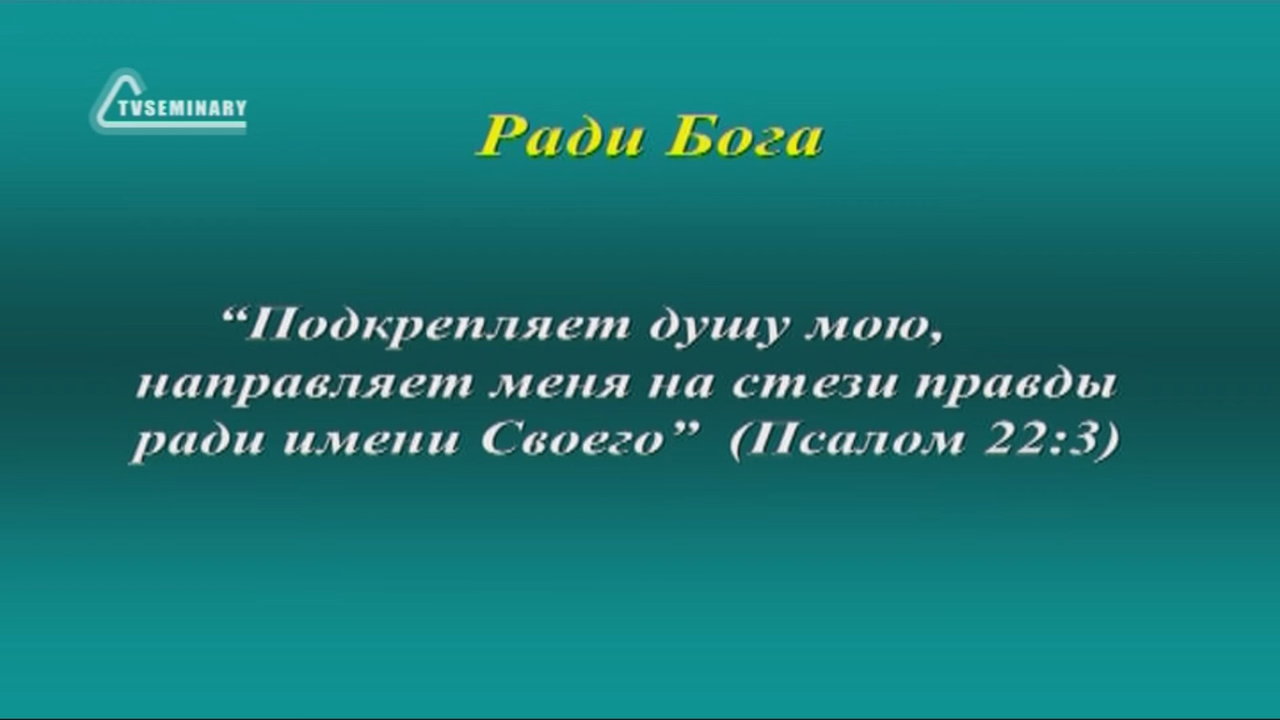 TVSEMINARY
Ради Бога
“Подкрепляет душу мою,
направляет меня на стези правды
ради имени Своего” (Псалом 22:3)